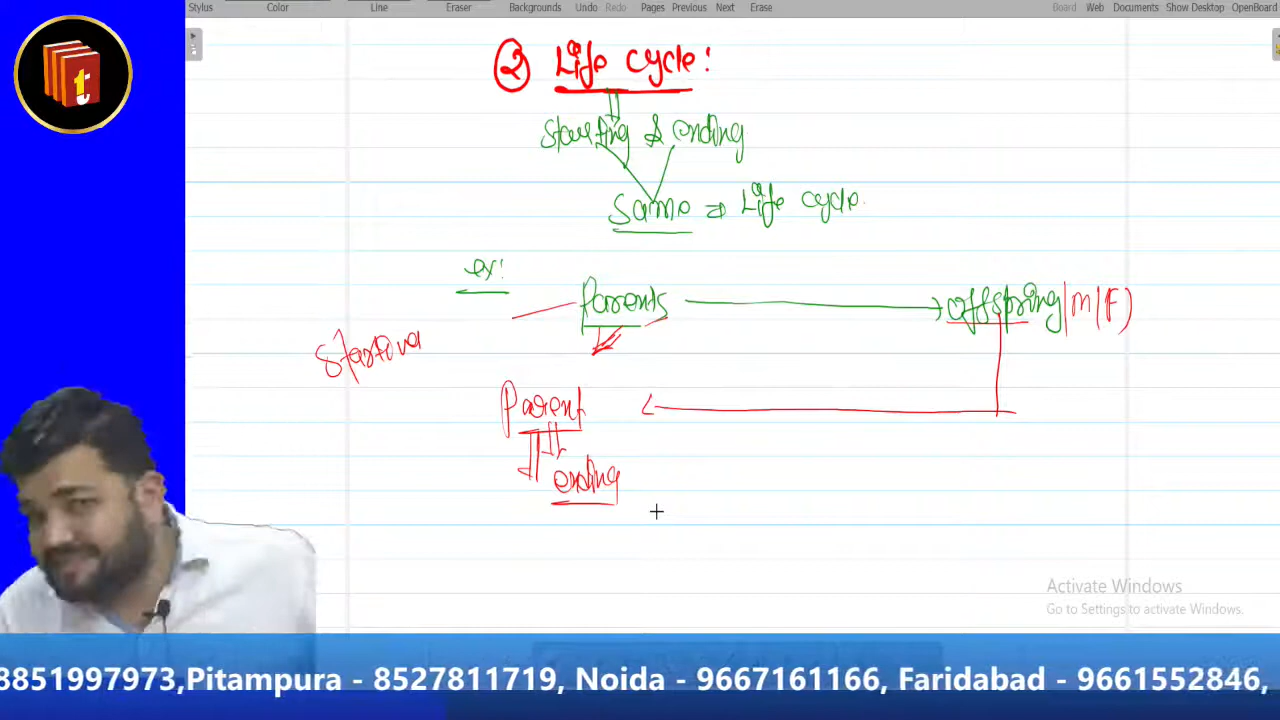 Stylus Color Line Eraser Backgrounds Undo Redo Pages Previous Next Erase Board Web Documents Show Desktop OpenBoard
t
② Life cycle:
Starting & ending
Same ⇒ Life cycle.
ex:
Parents → offspring | M | F)
Parent
ending
Activate Windows
Go to Settings to activate Windows.
8851997973,Pitampura - 8527811719, Noida - 9667161166, Faridabad - 9661552846,